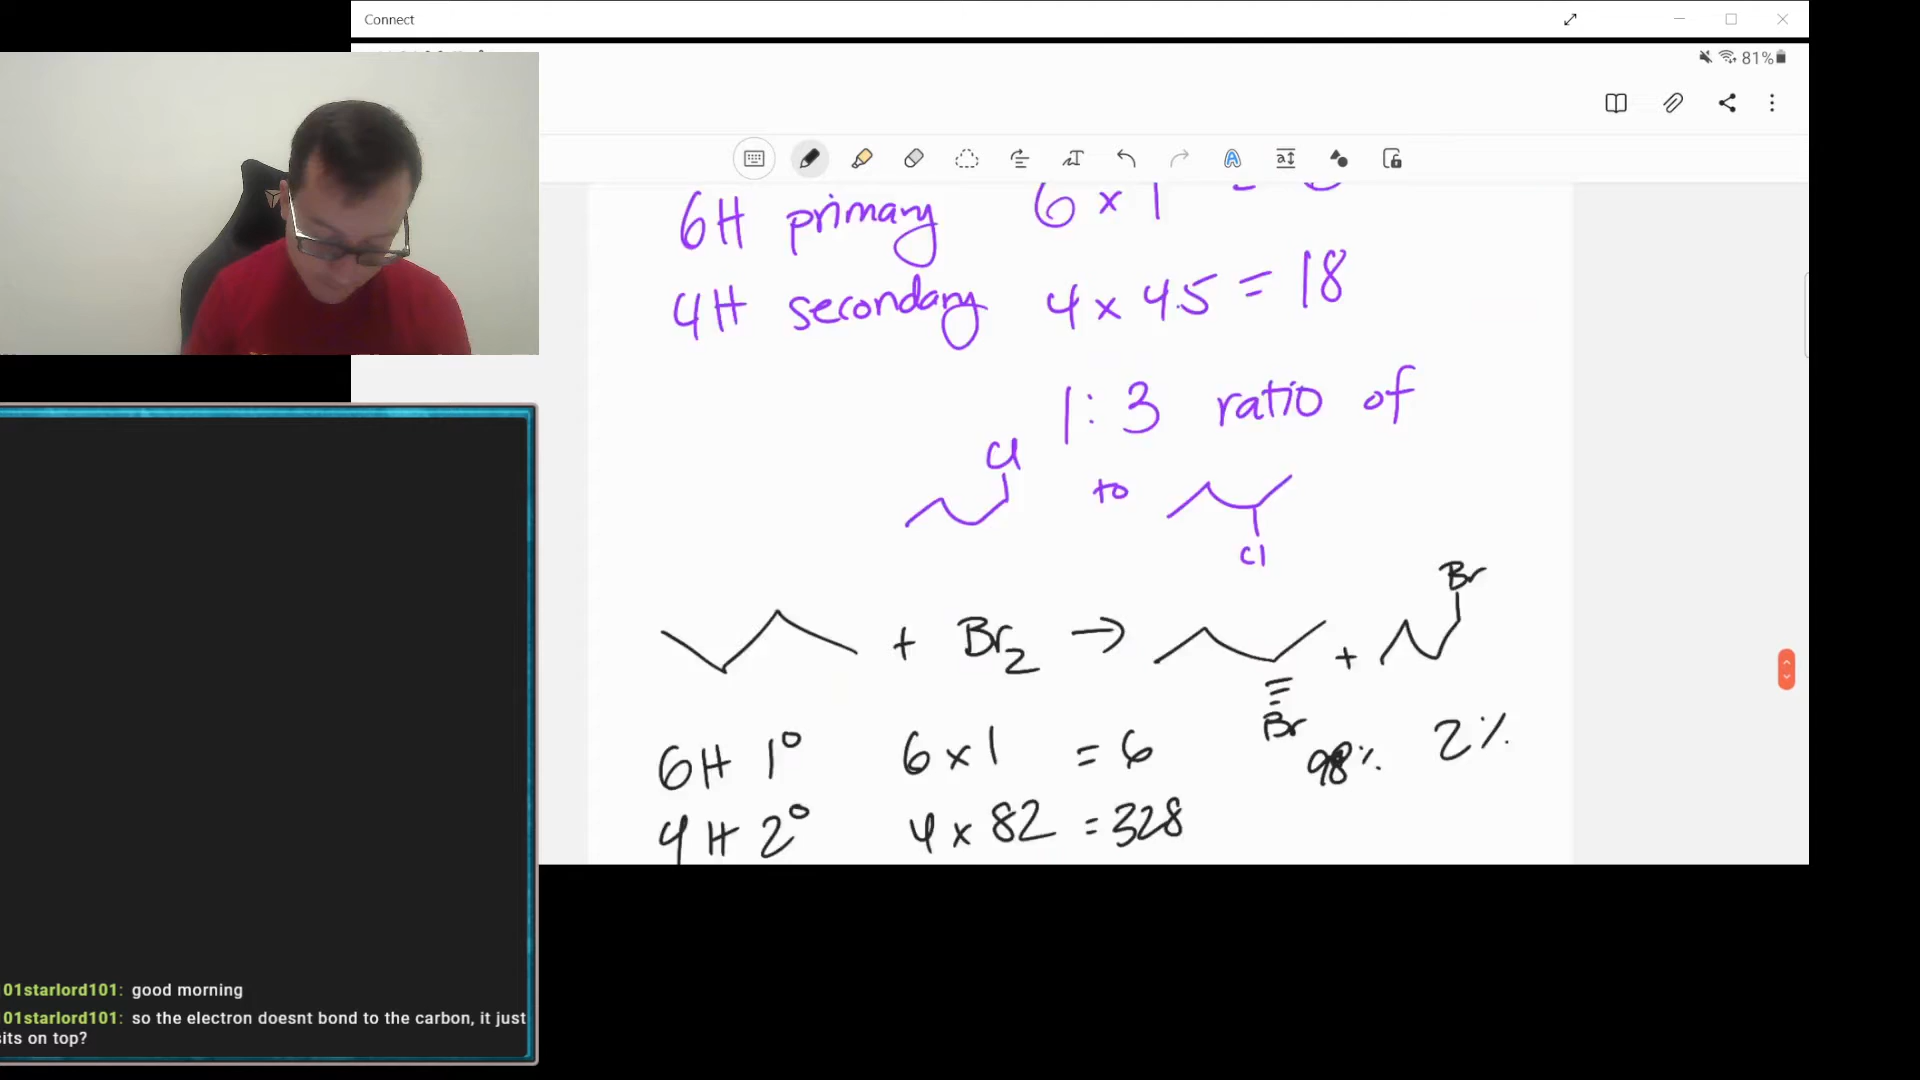 Connect
81%
6H primary 6 x 1
4H secondary 4 x 4.5 = 18
1:3 ratio of
Cl
to
Cl
Br
+ Br2 → +
Br
98% 2%
6H 1° 6 x 1 = 6
4H 2° 4 x 82 = 328
01starlord101: good morning
01starlord101: so the electron doesnt bond to the carbon, it just
sits on top?